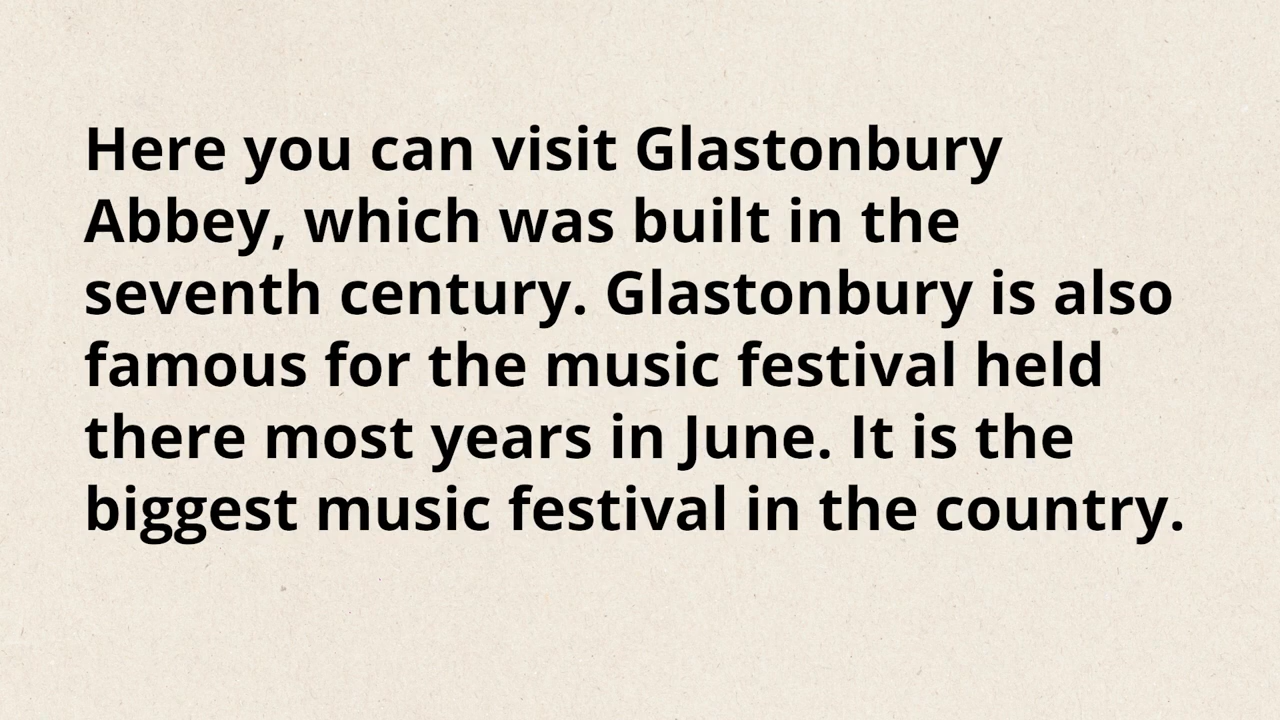 Here you can visit Glastonbury
Abbey, which was built in the
seventh century. Glastonbury is also
famous for the music festival held
there most years in June. It is the
biggest music festival in the country.